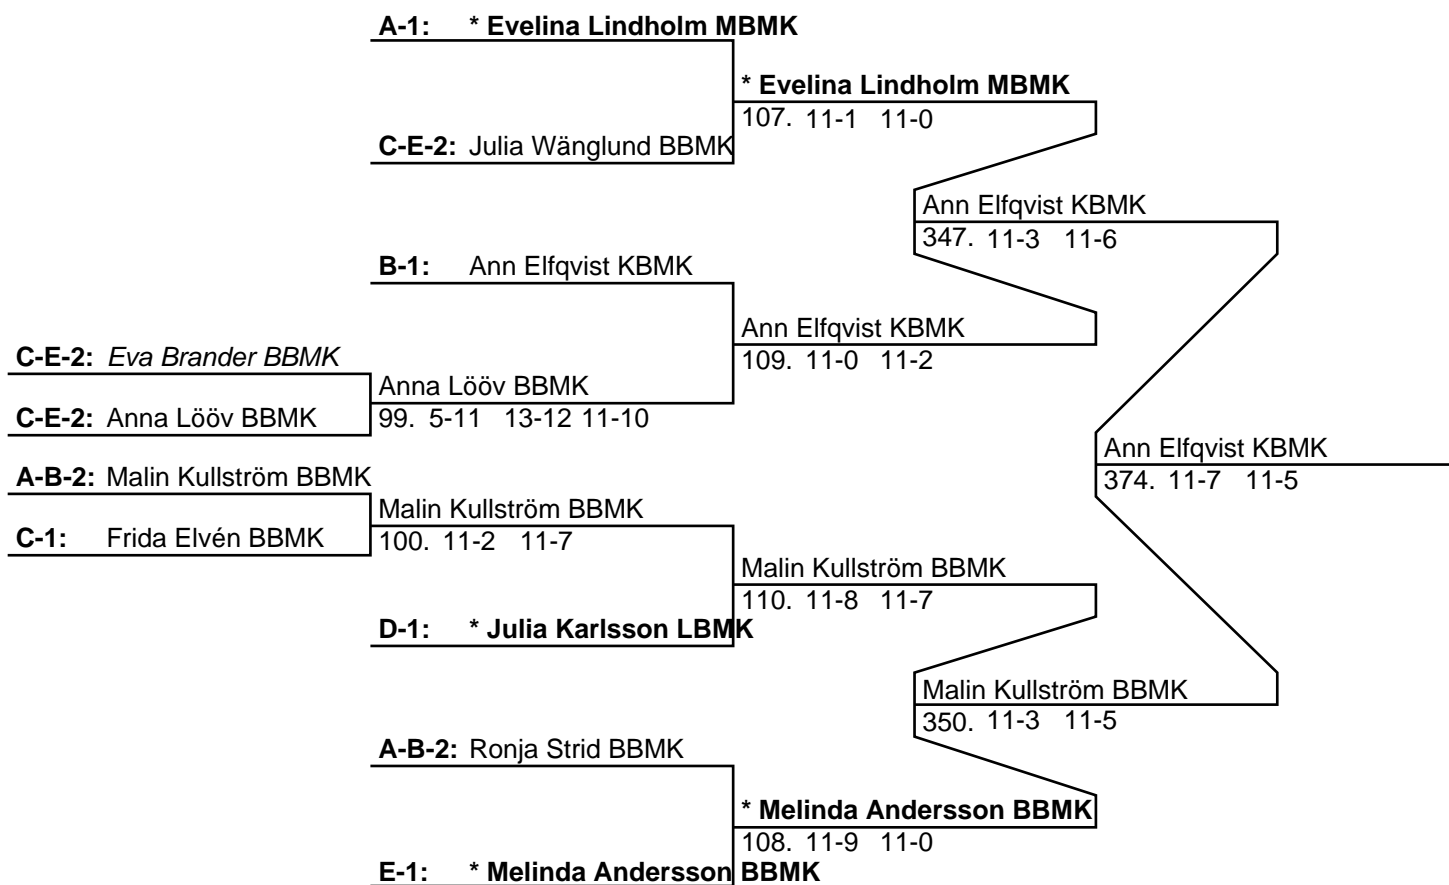 A-1: * Evelina Lindholm MBMK
* Evelina Lindholm MBMK
107. 11-1 11-0
C-E-2: Julia Wänglund BBMK
Ann Elfqvist KBMK
347. 11-3 11-6
B-1: Ann Elfqvist KBMK
Ann Elfqvist KBMK
109. 11-0 11-2
C-E-2: Eva Brander BBMK
Anna Lööv BBMK
99. 5-11 13-12 11-10
C-E-2: Anna Lööv BBMK
Ann Elfqvist KBMK
374. 11-7 11-5
A-B-2: Malin Kullström BBMK
Malin Kullström BBMK
100. 11-2 11-7
C-1: Frida Elvén BBMK
Malin Kullström BBMK
110. 11-8 11-7
D-1: * Julia Karlsson LBMK
Malin Kullström BBMK
350. 11-3 11-5
A-B-2: Ronja Strid BBMK
* Melinda Andersson BBMK
108. 11-9 11-0
E-1: * Melinda Andersson BBMK